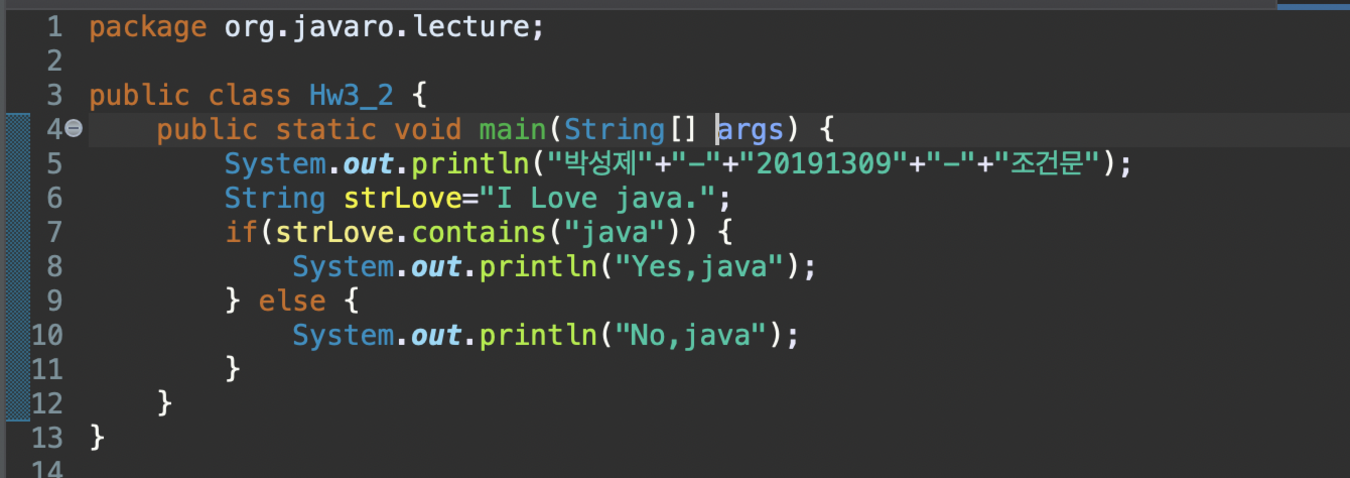 1 package org.javaro.lecture;
2
3 public class Hw3_2 {
4 public static void main(String[] args) {
5 System.out.println("박성제"+"-"+"20191309"+"-"+"조건문");
6 String strLove="I Love java.";
7 if(strLove.contains("java")) {
8 System.out.println("Yes,java");
9 } else {
10 System.out.println("No,java");
11 }
12 }
13 }
14